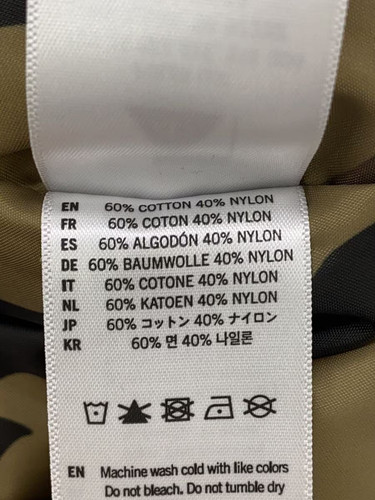 EN 60% COTTON 40% NYLON
FR 60% COTON 40% NYLON
ES 60% ALGODÓN 40% NYLON
DE 60% BAUMWOLLE 40% NYLON
IT 60% COTONE 40% NYLON
NL 60% KATOEN 40% NYLON
JP 60% コットン 40% ナイロン
KR 60% 면 40% 나일론
EN Machine wash cold with like colors
Do not bleach. Do not tumble dry